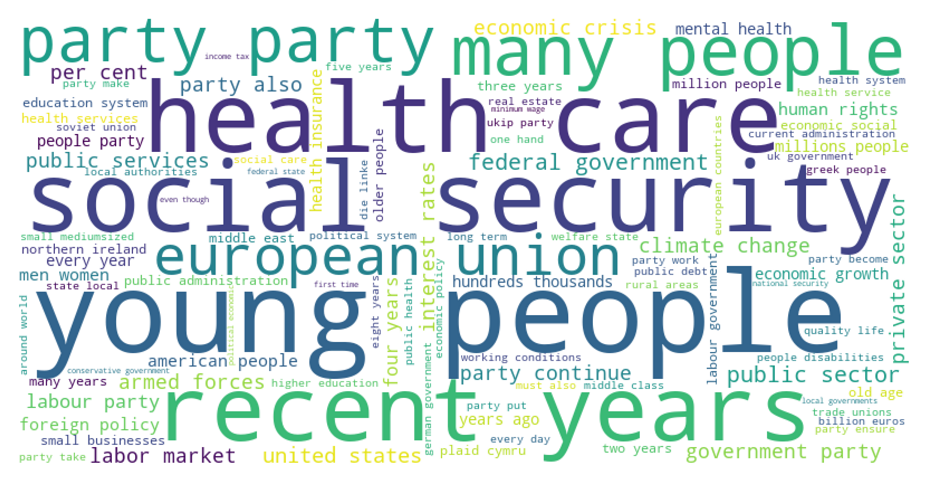 party party
many people
economic crisis
mental health
income tax
per cent
five years
party make
party also
three years
million people
health system
health service
education system
health care
real estate
minimum wage
human rights
health services
health insurance
ukip party
economic social
soviet union
current administration
people party
one hand
millions people
public services
social care
federal government
uk government
local authorities
federal state
greek people
die linke
older people
european countries
social security
even though
interest rates
small mediumsized
middle east
political system
long term
welfare state
northern ireland
european union
climate change
private sector
every year
party work
party become
men women
public debt
economic growth
state local
public administration
first time
hundreds thousands
rural areas
national security
around world
political economic
eight years
four years
public health
economic policy
labour government
young people
quality life
american people
working conditions
people disabilities
conservative government
party continue
public sector
many years
armed forces
higher education
german government
must also
middle class
old age
labour party
recent years
party put
local governments
trade unions
foreign policy
years ago
billion euros
small businesses
every day
party ensure
party take
labor market
united states
plaid cymru
two years
government party